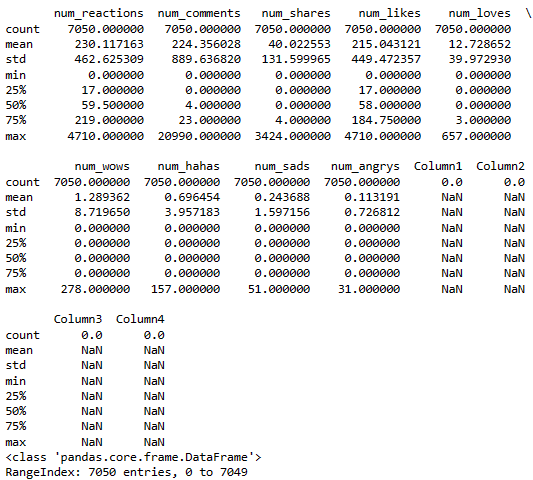 num_reactions  num_comments   num_shares    num_likes    num_loves  \
count    7050.000000   7050.000000  7050.000000  7050.000000  7050.000000
mean      230.117163    224.356028    40.022553   215.043121    12.728652
std       462.625309    889.636820   131.599965   449.472357    39.972930
min         0.000000      0.000000     0.000000     0.000000     0.000000
25%        17.000000      0.000000     0.000000    17.000000     0.000000
50%        59.500000      4.000000     0.000000    58.000000     0.000000
75%       219.000000     23.000000     4.000000   184.750000     3.000000
max      4710.000000  20990.000000  3424.000000  4710.000000   657.000000
          num_wows    num_hahas     num_sads   num_angrys  Column1  Column2
count  7050.000000  7050.000000  7050.000000  7050.000000      0.0      0.0
mean      1.289362     0.696454     0.243688     0.113191      NaN      NaN
std       8.719650     3.957183     1.597156     0.726812      NaN      NaN
min       0.000000     0.000000     0.000000     0.000000      NaN      NaN
25%       0.000000     0.000000     0.000000     0.000000      NaN      NaN
50%       0.000000     0.000000     0.000000     0.000000      NaN      NaN
75%       0.000000     0.000000     0.000000     0.000000      NaN      NaN
max     278.000000   157.000000    51.000000    31.000000      NaN      NaN
       Column3  Column4
count      0.0      0.0
mean       NaN      NaN
std        NaN      NaN
min        NaN      NaN
25%        NaN      NaN
50%        NaN      NaN
75%        NaN      NaN
max        NaN      NaN
<class 'pandas.core.frame.DataFrame'>
RangeIndex: 7050 entries, 0 to 7049